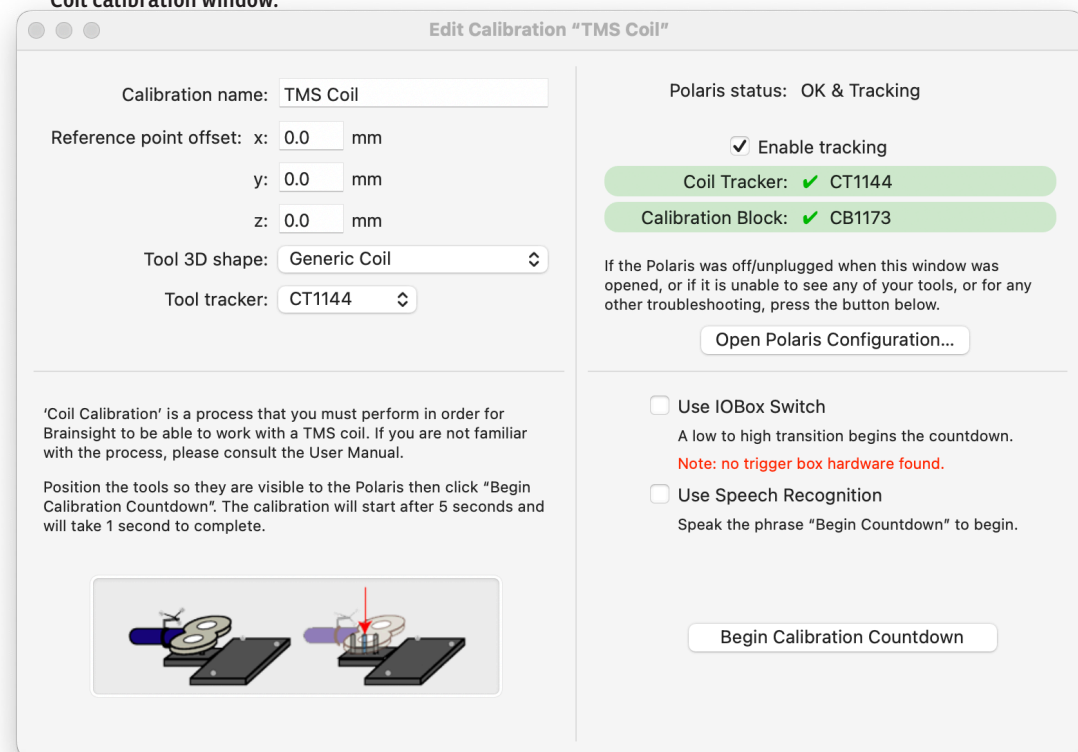 Coil calibration window.
Edit Calibration “TMS Coil”
Calibration name: TMS Coil
Reference point offset: x: 0.0 mm
y: 0.0 mm
z: 0.0 mm
Tool 3D shape: Generic Coil
Tool tracker: CT1144
‘Coil Calibration’ is a process that you must perform in order for
Brainsight to be able to work with a TMS coil. If you are not familiar
with the process, please consult the User Manual.
Position the tools so they are visible to the Polaris then click “Begin
Calibration Countdown”. The calibration will start after 5 seconds and
will take 1 second to complete.
Polaris status: OK & Tracking
Enable tracking
Coil Tracker: ✔ CT1144
Calibration Block: ✔ CB1173
If the Polaris was off/unplugged when this window was
opened, or if it is unable to see any of your tools, or for any
other troubleshooting, press the button below.
Open Polaris Configuration...
Use IOBox Switch
A low to high transition begins the countdown.
Note: no trigger box hardware found.
Use Speech Recognition
Speak the phrase “Begin Countdown” to begin.
Begin Calibration Countdown